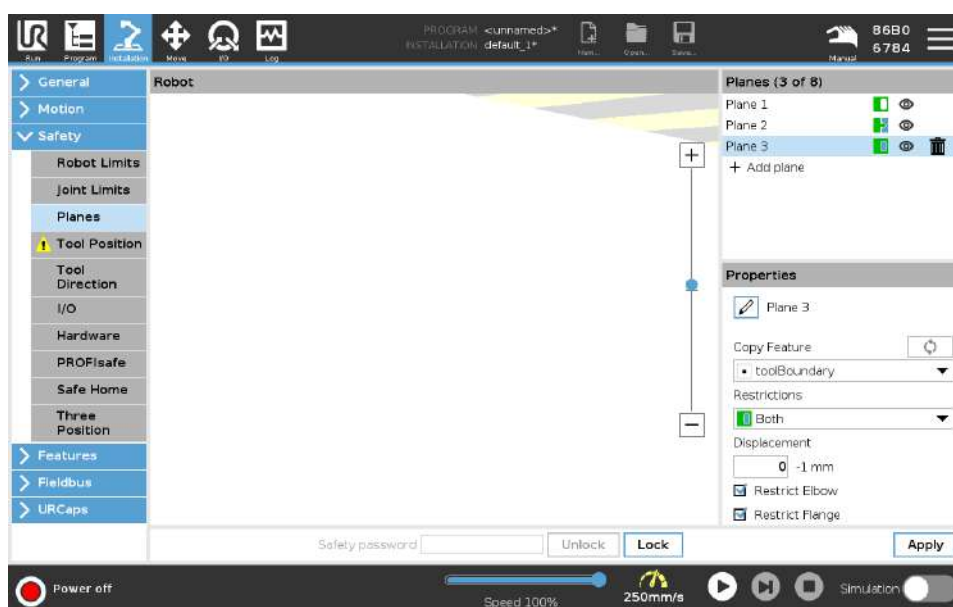 UR
PROGRAM <unnamed>*
INSTALLATION default_1*
Run
Program
Installation
Move
I/O
Log
New...
Open...
Save...
Manual
86B0
6784
General
Motion
Safety
Robot Limits
Joint Limits
Planes
Tool Position
Tool
Direction
I/O
Hardware
PROFIsafe
Safe Home
Three
Position
Features
Fieldbus
URCaps
Robot
+
−
Planes (3 of 8)
Plane 1
Plane 2
Plane 3
+ Add plane
Properties
Plane 3
Copy Feature
toolBoundary
Restrictions
Both
Displacement
0 -1 mm
Restrict Elbow
Restrict Flange
Safety password
Unlock
Lock
Apply
Power off
Speed 100%
250mm/s
Simulation